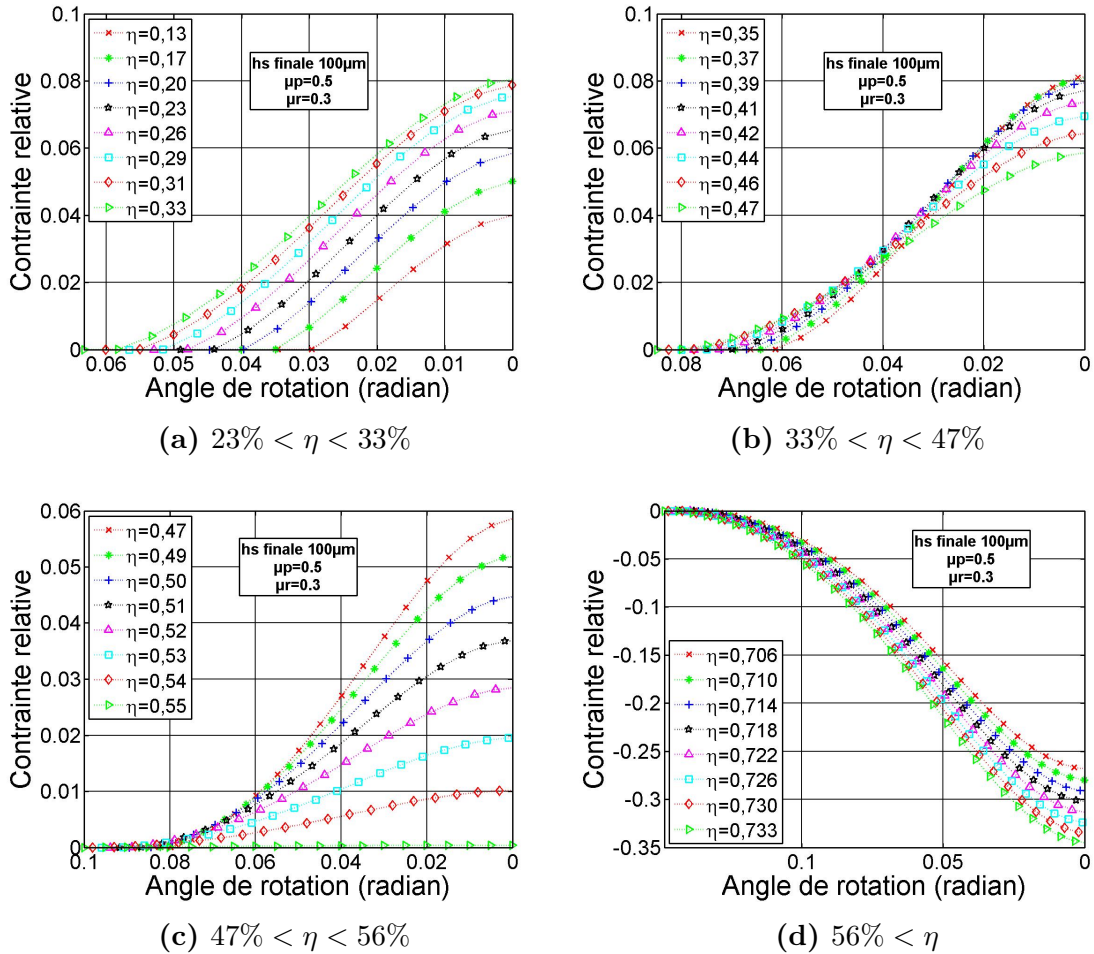 0.1
0.08
0.06
0.04
0.02
0
Contrainte relative
η=0,13
η=0,17
η=0,20
η=0,23
η=0,26
η=0,29
η=0,31
η=0,33
hs finale 100µm
µp=0.5
µr=0.3
0.06 0.05 0.04 0.03 0.02 0.01 0
Angle de rotation (radian)
(a) 23% < η < 33%
0.1
0.08
0.06
0.04
0.02
0
Contrainte relative
η=0,35
η=0,37
η=0,39
η=0,41
η=0,42
η=0,44
η=0,46
η=0,47
hs finale 100µm
µp=0.5
µr=0.3
0.08 0.06 0.04 0.02 0
Angle de rotation (radian)
(b) 33% < η < 47%
0.06
0.05
0.04
0.03
0.02
0.01
0
Contrainte relative
η=0,47
η=0,49
η=0,50
η=0,51
η=0,52
η=0,53
η=0,54
η=0,55
hs finale 100µm
µp=0.5
µr=0.3
0.1 0.08 0.06 0.04 0.02 0
Angle de rotation (radian)
(c) 47% < η < 56%
0
-0.05
-0.1
-0.15
-0.2
-0.25
-0.3
-0.35
Contrainte relative
hs finale 100µm
µp=0.5
µr=0.3
η=0,706
η=0,710
η=0,714
η=0,718
η=0,722
η=0,726
η=0,730
η=0,733
0.1 0.05 0
Angle de rotation (radian)
(d) 56% < η